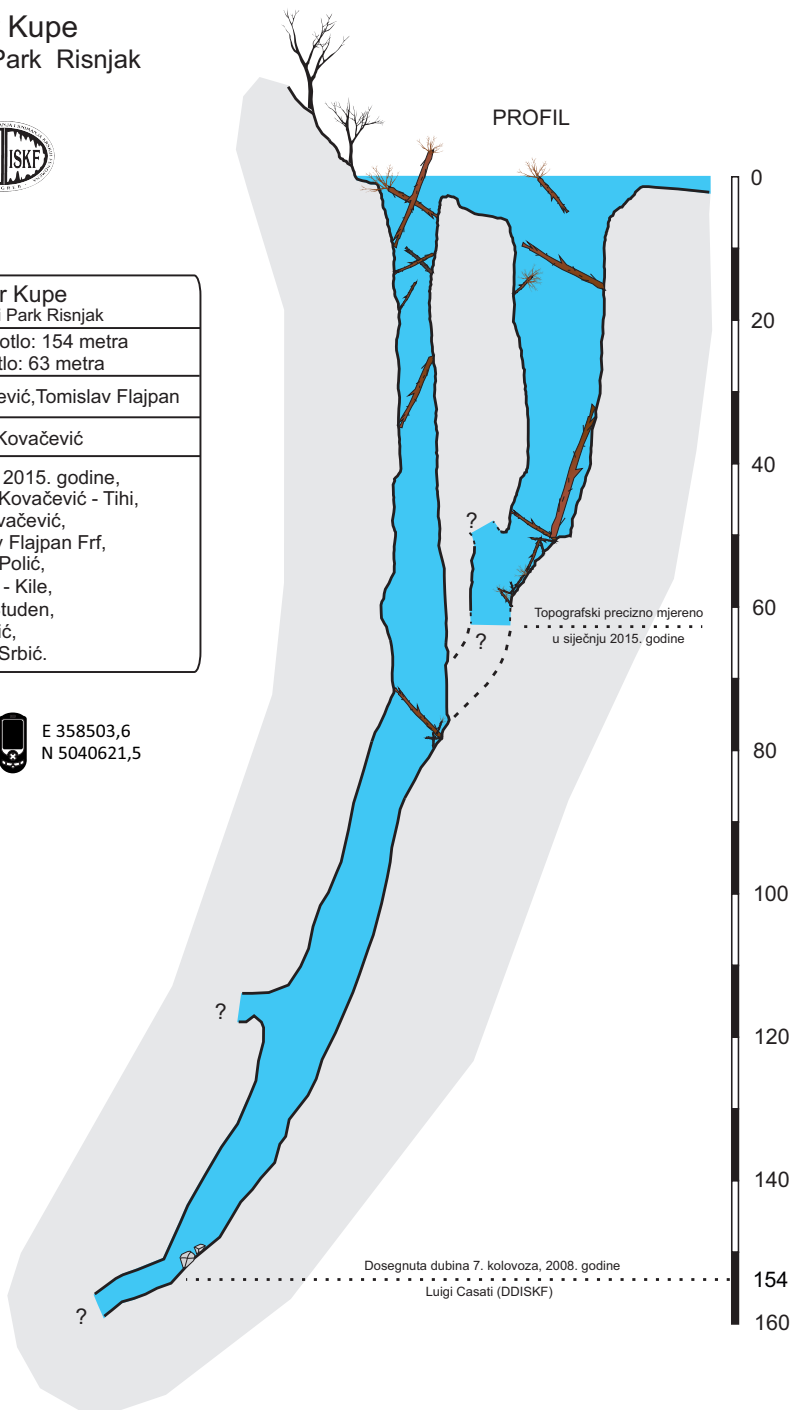 Kupe
Park Risnjak
ISKF
PROFIL
r Kupe
i Park Risnjak
otlo: 154 metra
tlo: 63 metra
ević,Tomislav Flajpan
Kovačević
2015. godine,
Kovačević - Tihi,
vačević,
v Flajpan Frf,
Polić,
- Kile,
tuden,
ić,
Srbić.
E 358503,6
N 5040621,5
0
20
40
60
80
100
120
140
154
160
?
?
Topografski precizno mjereno
u siječnju 2015. godine
?
Dosegnuta dubina 7. kolovoza, 2008. godine
Luigi Casati (DDISKF)
?